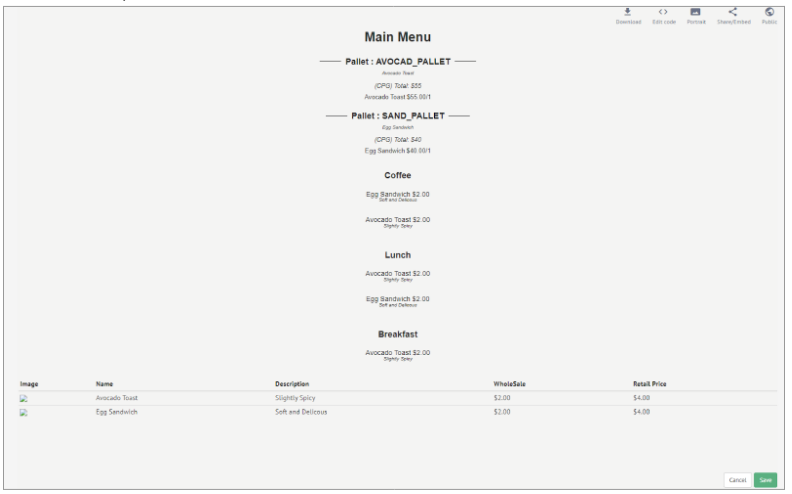 Download Edit code Portrait Share/Embed Public
Main Menu
Pallet : AVOCAD_PALLET
Avocado Toast
(CPG) Total: $55
Avocado Toast $55.00/1
Pallet : SAND_PALLET
Egg Sandwich
(CPG) Total: $40
Egg Sandwich $40.00/1
Coffee
Egg Sandwich $2.00
Soft and Delicous
Avocado Toast $2.00
Slightly Spicy
Lunch
Avocado Toast $2.00
Slightly Spicy
Egg Sandwich $2.00
Soft and Delicous
Breakfast
Avocado Toast $2.00
Slightly Spicy
Image Name Description WholeSale Retail Price
Avocado Toast Slightly Spicy $2.00 $4.00
Egg Sandwich Soft and Delicous $2.00 $4.00
Cancel Save